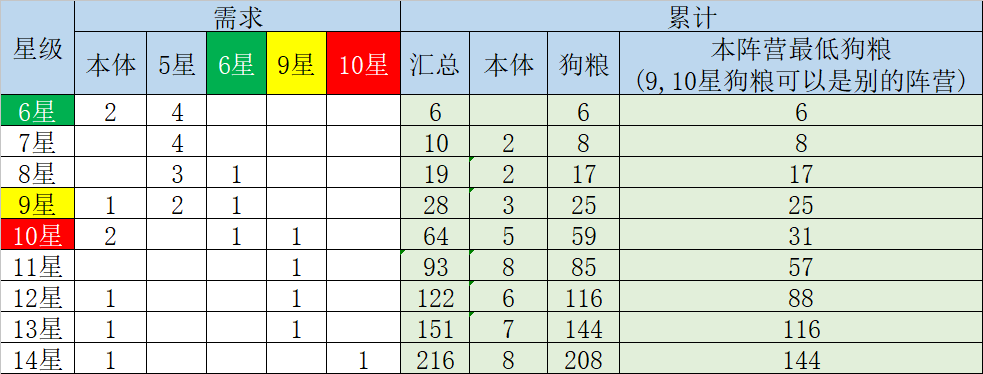 星级 需求 累计
本体 5星 6星 9星 10星 汇总 本体 狗粮 本阵营最低狗粮
(9,10星狗粮可以是别的阵营)
6星 2 4 6 6 6
7星 4 10 2 8 8
8星 3 1 19 2 17 17
9星 1 2 1 28 3 25 25
10星 2 1 1 64 5 59 31
11星 1 93 8 85 57
12星 1 1 122 6 116 88
13星 1 1 151 7 144 116
14星 1 1 216 8 208 144